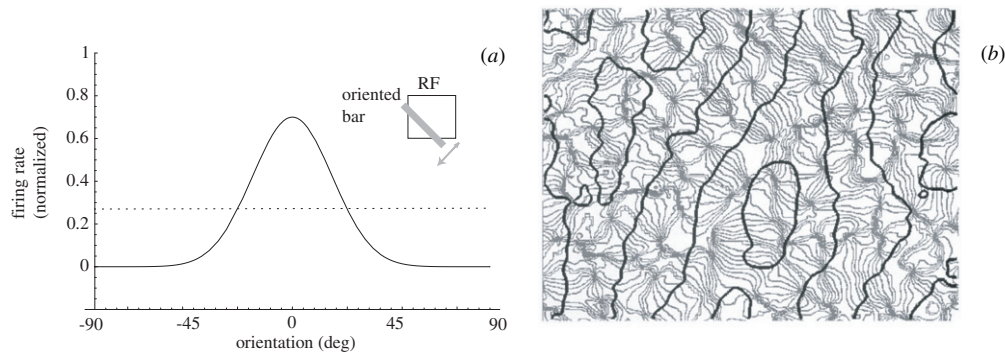 (a)
(b)
1
0.8
0.6
0.4
0.2
0
firing rate
(normalized)
oriented
bar
RF
-90
-45
0
45
90
orientation (deg)